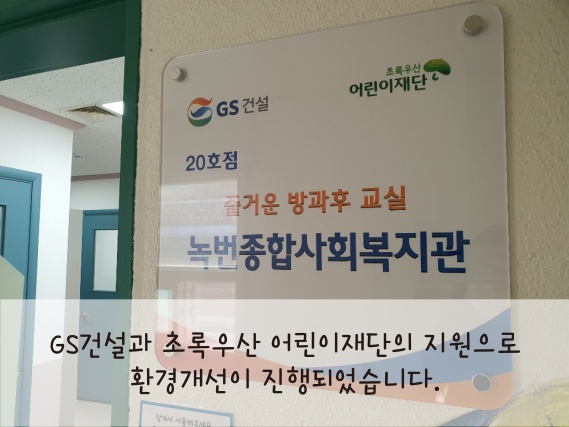 GS건설
초록우산
어린이재단
20호점
즐거운 방과후 교실
녹번종합사회복지관
GS건설과 초록우산 어린이재단의 지원으로
환경개선이 진행되었습니다.